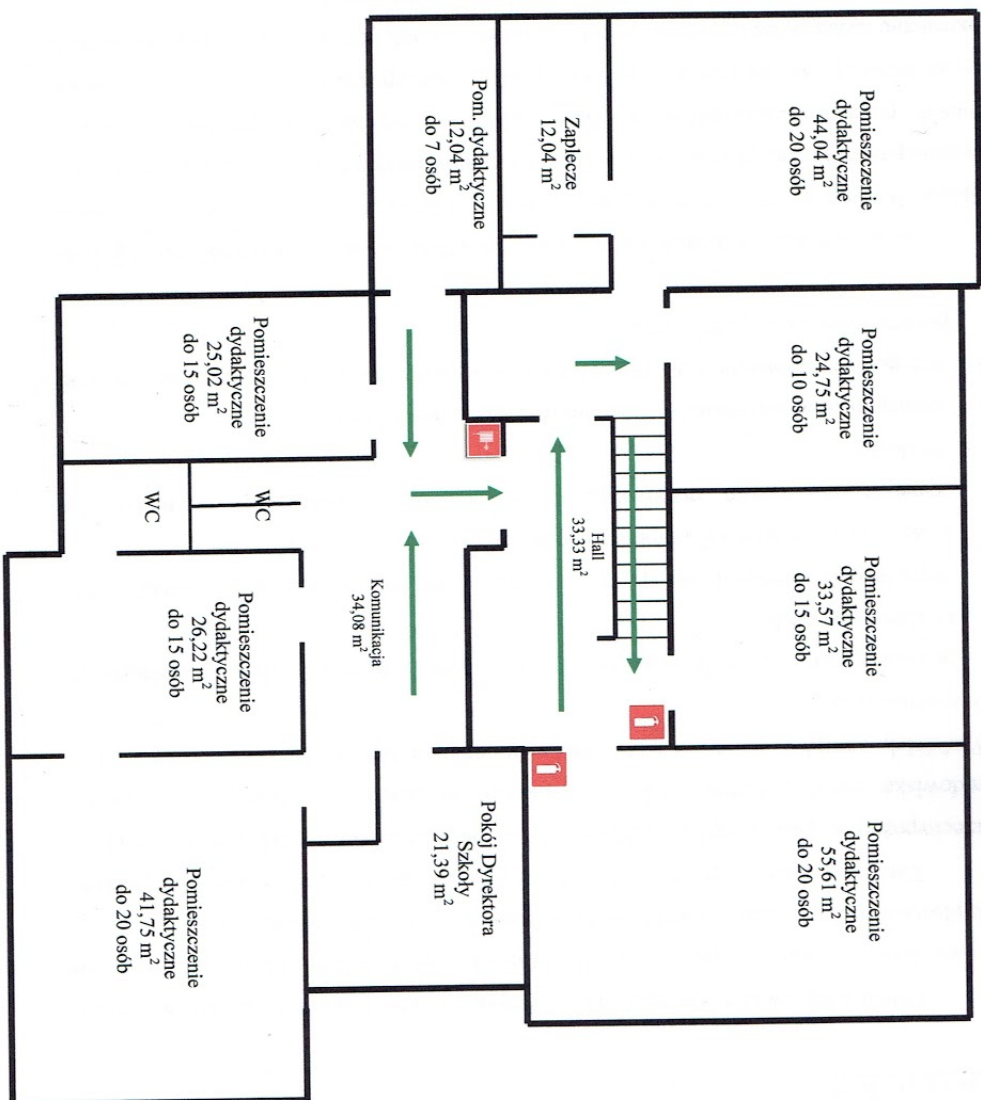 Pomieszczenie
dydaktyczne
44,04 m²
do 20 osób
Zaplecze
12,04 m²
Pom. dydaktyczne
12,04 m²
do 7 osób
Pomieszczenie
dydaktyczne
24,75 m²
do 10 osób
Pomieszczenie
dydaktyczne
25,02 m²
do 15 osób
Pomieszczenie
dydaktyczne
33,57 m²
do 15 osób
Hall
33,33 m²
WC
WC
Komunikacja
34,08 m²
Pomieszczenie
dydaktyczne
26,22 m²
do 15 osób
Pomieszczenie
dydaktyczne
55,61 m²
do 20 osób
Pokój Dyrektora
Szkoły
21,39 m²
Pomieszczenie
dydaktyczne
41,75 m²
do 20 osób